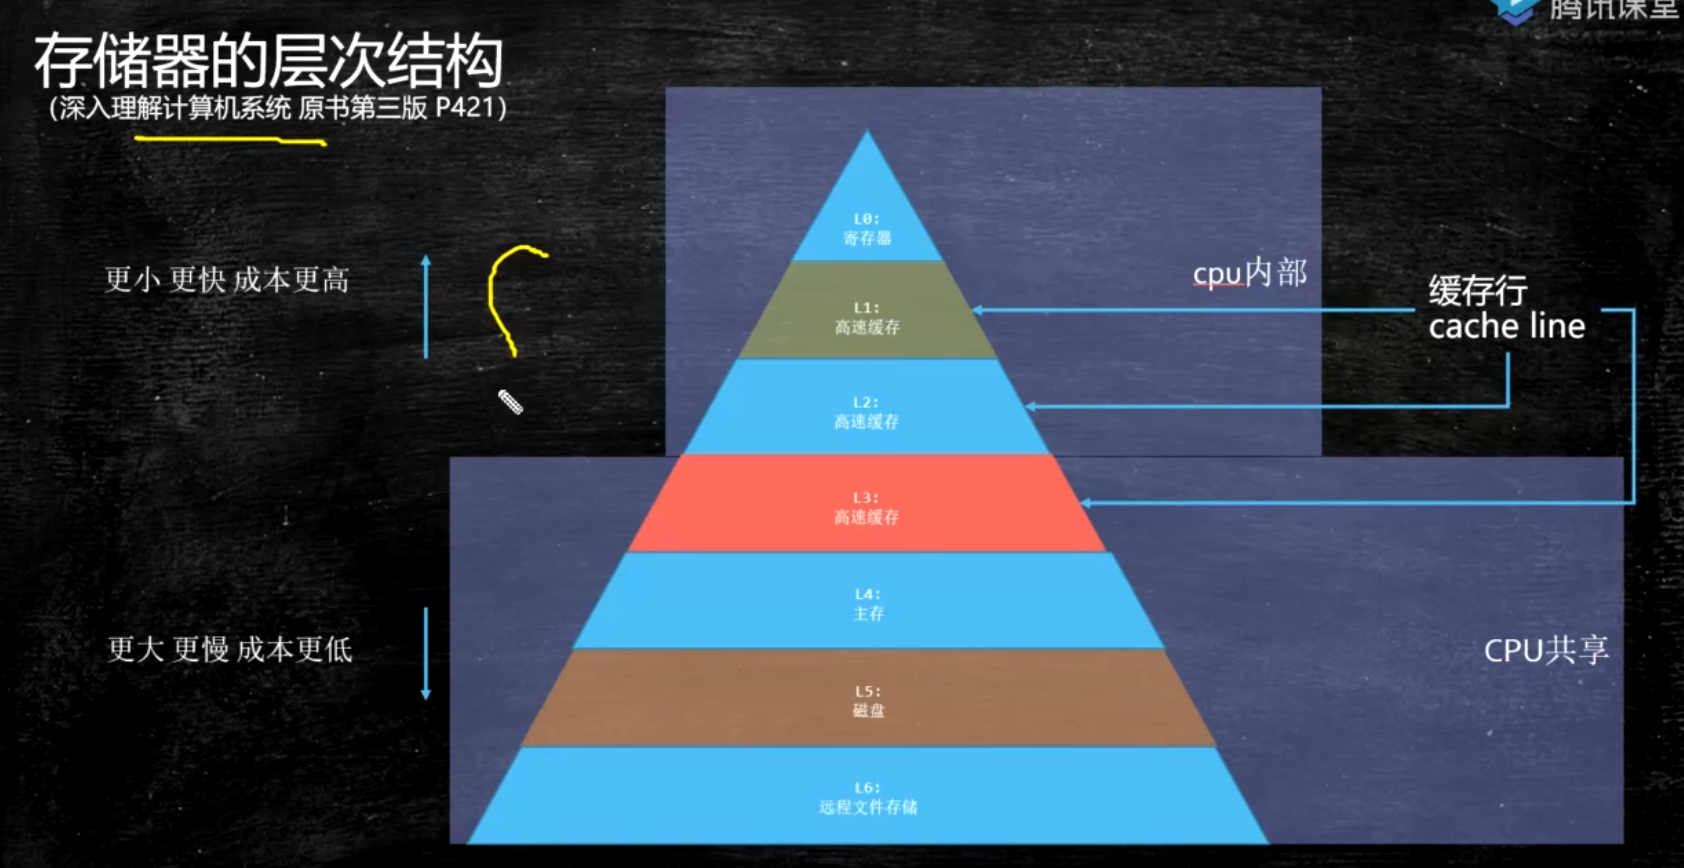 腾讯课堂
存储器的层次结构
（深入理解计算机系统 原书第三版 P421）
L0:
寄存器
更小 更快 成本更高
cpu内部
缓存行
cache line
L1:
高速缓存
L2:
高速缓存
L3:
高速缓存
L4:
主存
更大 更慢 成本更低
CPU共享
L5:
磁盘
L6:
远程文件存储